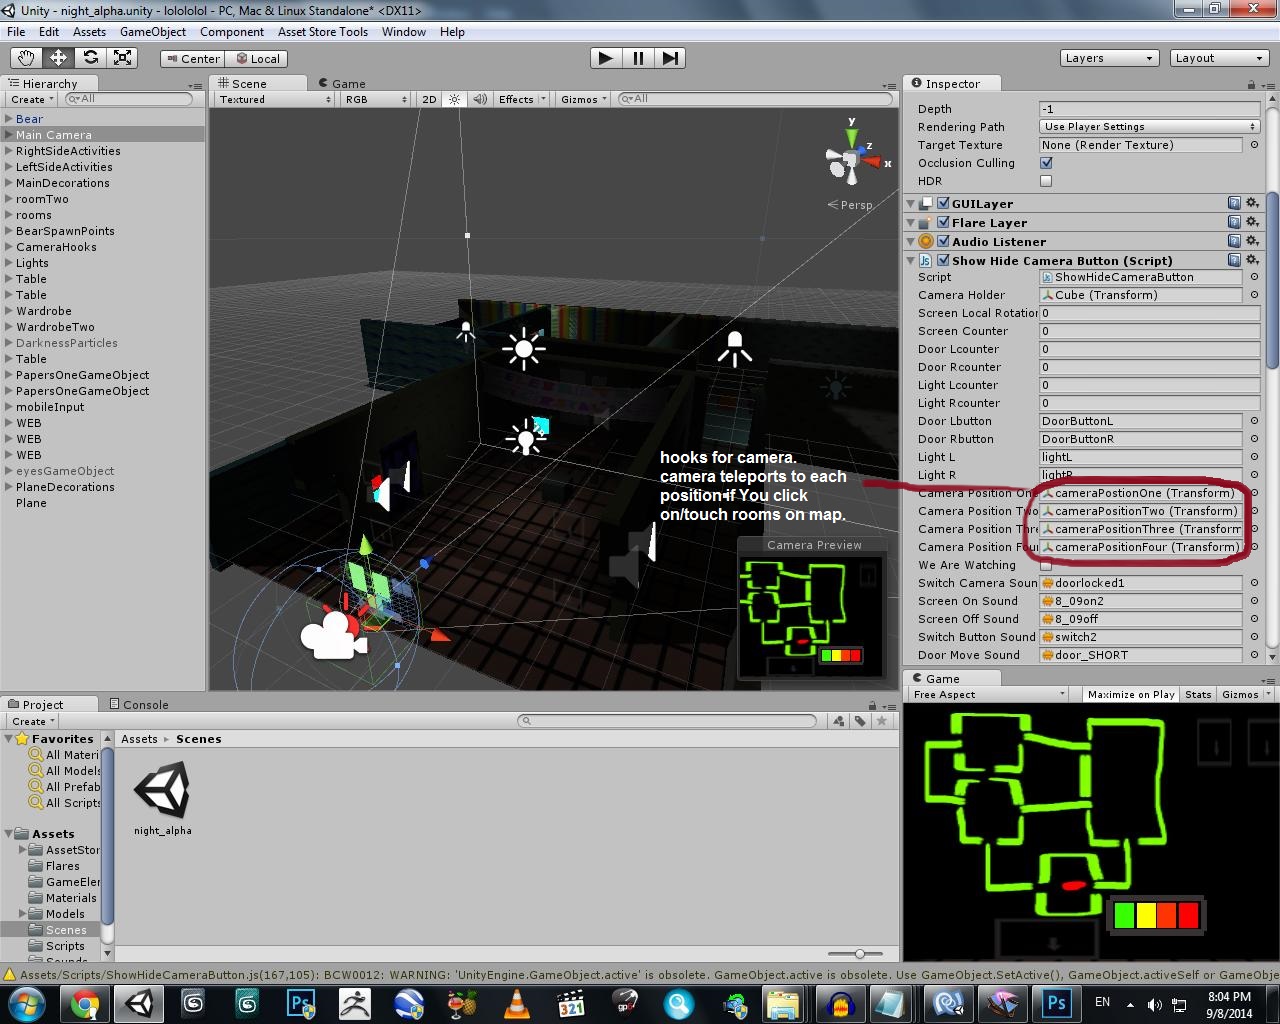 Unity - night_alpha.unity - lolololol - PC, Mac & Linux Standalone* <DX11>
File Edit Assets GameObject Component Asset Store Tools Window Help
Center Local
Layers Layout
Hierarchy
Create All
Bear
Main Camera
RightSideActivities
LeftSideActivities
MainDecorations
roomTwo
rooms
BearSpawnPoints
CameraHooks
Lights
Table
Table
Wardrobe
WardrobeTwo
DarknessParticles
Table
PapersOneGameObject
PapersOneGameObject
mobileInput
WEB
WEB
WEB
eyesGameObject
PlaneDecorations
Plane
Scene Game
Textured RGB 2D Effects Gizmos All
y
z
x
Persp
hooks for camera.
camera teleports to each
position if You click
on/touch rooms on map.
Camera Preview
Inspector
Depth -1
Rendering Path Use Player Settings
Target Texture None (Render Texture)
Occlusion Culling
HDR
GUILayer
Flare Layer
Audio Listener
Show Hide Camera Button (Script)
Script ShowHideCameraButton
Camera Holder Cube (Transform)
Screen Local Rotation 0
Screen Counter 0
Door Lcounter 0
Door Rcounter 0
Light Lcounter 0
Light Rcounter 0
Door Lbutton DoorButtonL
Door Rbutton DoorButtonR
Light L lightL
Light R lightR
Camera Position On cameraPostionOne (Transform)
Camera Position Two cameraPositionTwo (Transform)
Camera Position Thre cameraPositionThree (Transform
Camera Position Fou cameraPositionFour (Transform)
We Are Watching
Switch Camera Soun doorlocked1
Screen On Sound 8_09on2
Screen Off Sound 8_09off
Switch Button Sound switch2
Door Move Sound door_SHORT
Game
Free Aspect Maximize on Play Stats Gizmos
Project Console
Create
Favorites
All Materi
All Models
All Prefab
All Scripts
Assets
AssetStor
Flares
GameElen
Materials
Models
Scenes
Scripts
Sounds
Assets Scenes
night_alpha
Assets/Scripts/ShowHideCameraButton.js(167,105): BCW0012: WARNING: 'UnityEngine.GameObject.active' is obsolete. GameObject.active is obsolete. Use GameObject.SetActive(), GameObject.activeSelf or GameObje
EN
8:04 PM
9/8/2014